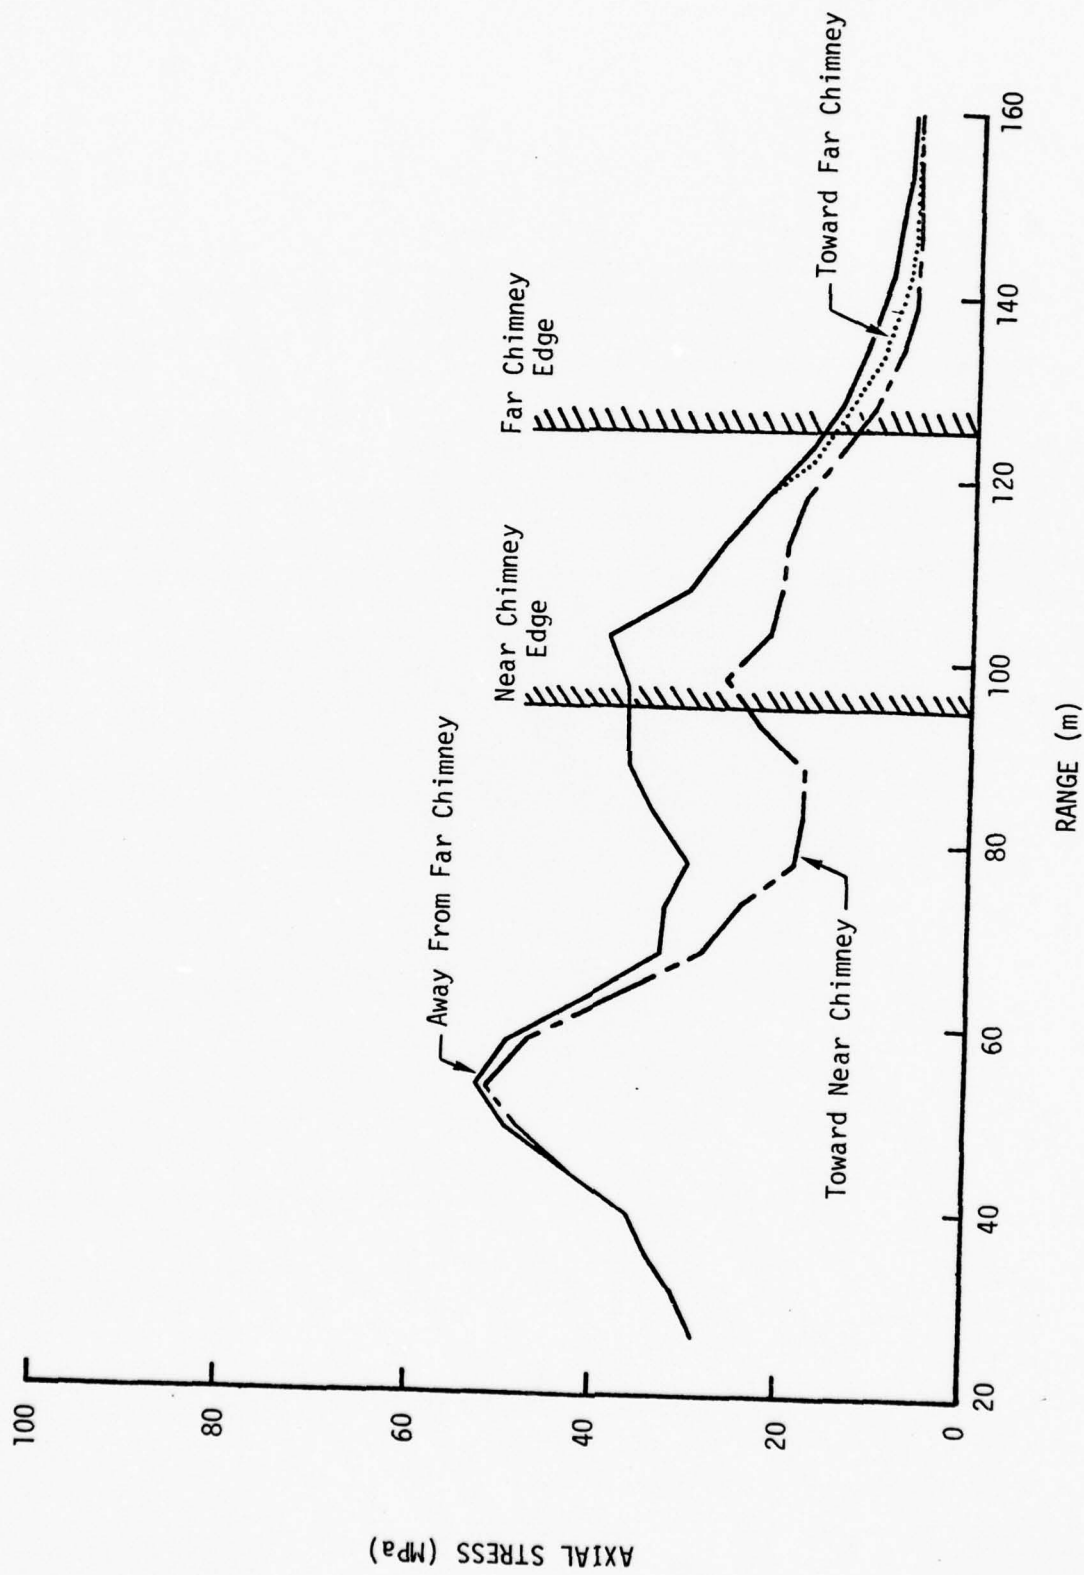 100
80
60
40
20
0
AXIAL STRESS (MPa)
20
40
60
80
100
120
140
160
RANGE (m)
Away From Far Chimney
Toward Near Chimney
Near Chimney
Edge
Far Chimney
Edge
Toward Far Chimney